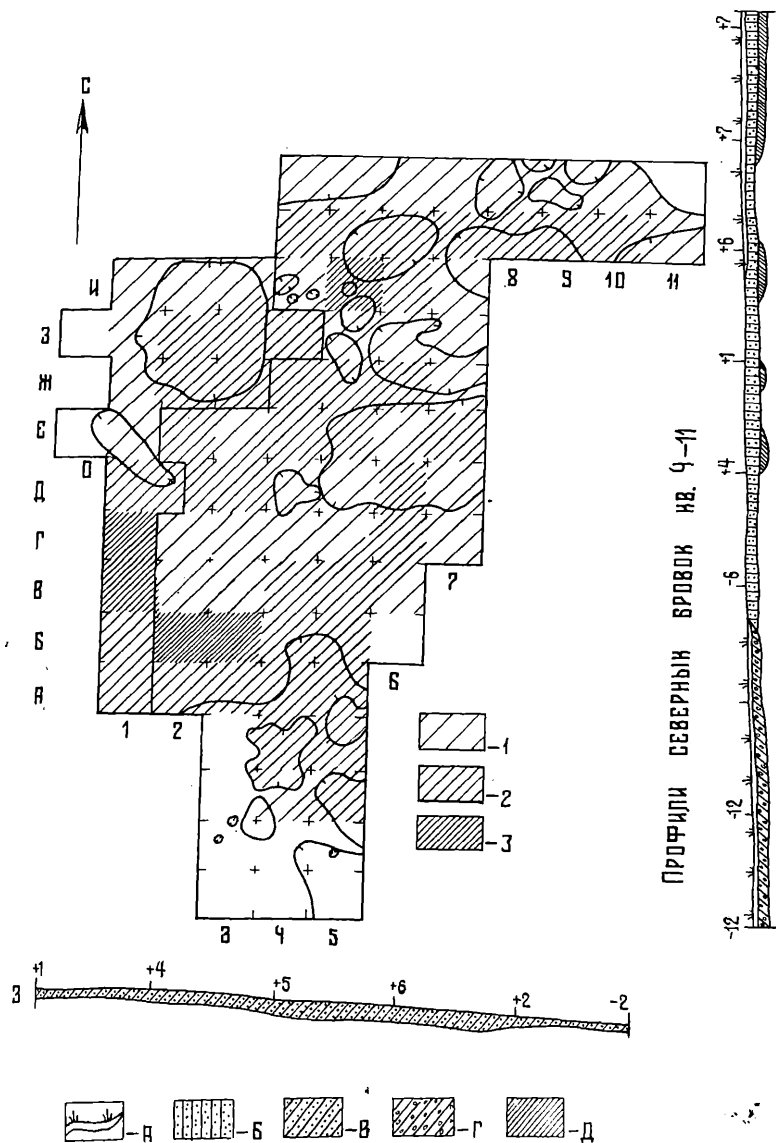 С
И
З
Ж
Е
О
Д
Г
В
Б
А
1 2
3 4 5
6
7
8 9 10 11
-1
-2
-3
ПРОФИЛИ СЕВЕРНЫХ БРОВОК КВ. 4-11
+7
+7
+6
+1
+4
-6
-12
-12
З +1 +4 +5 +6 +2 -2
-А -Б -В -Г -Д